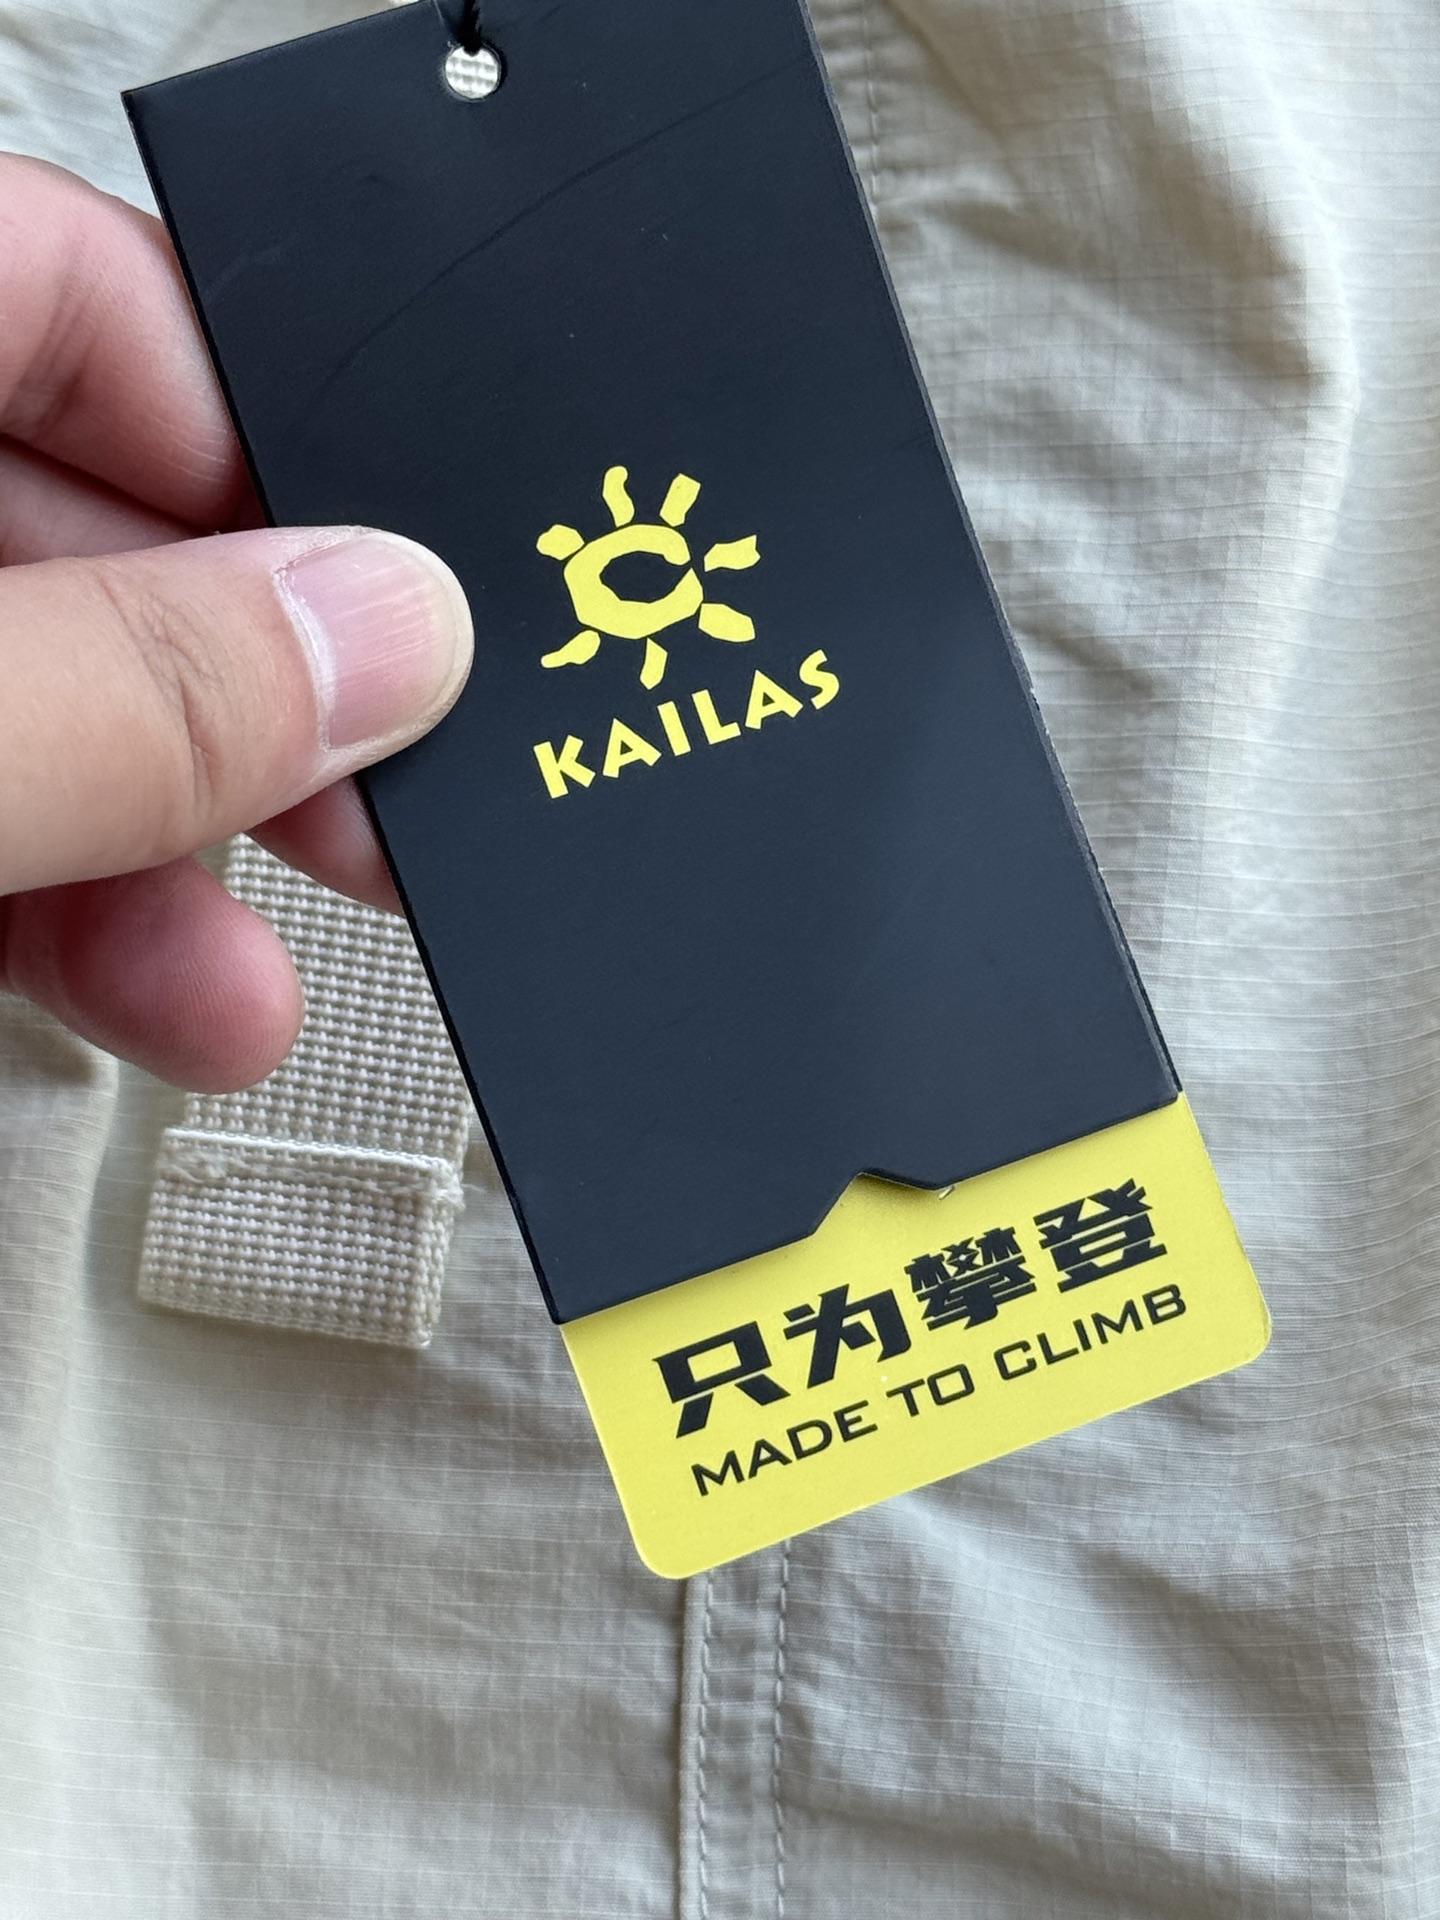 KAILAS
只为攀登
MADE TO CLIMB